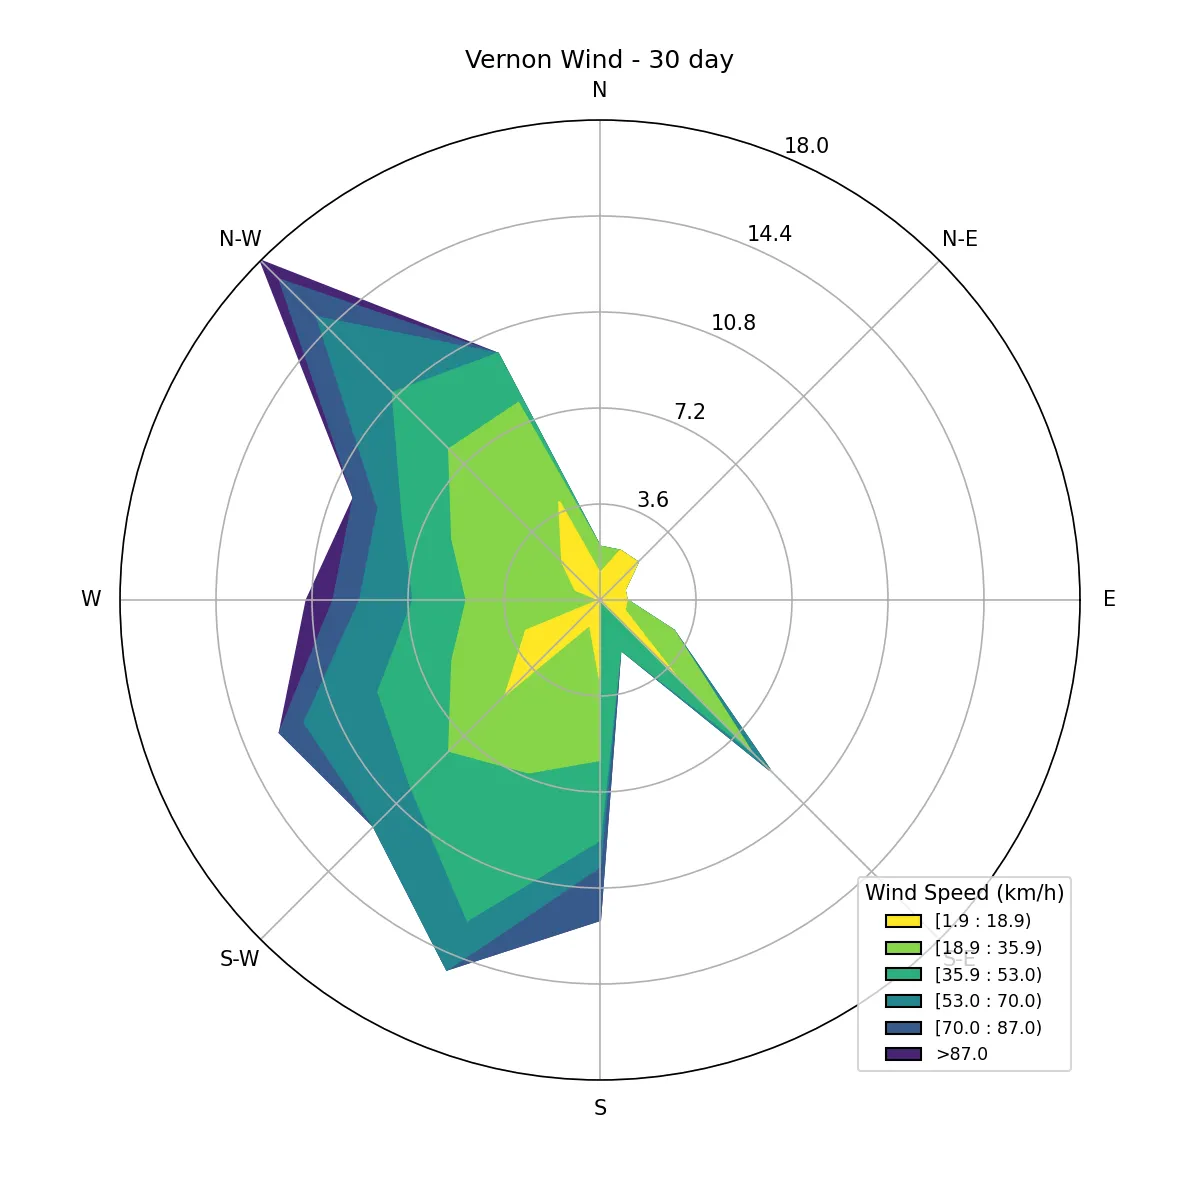 Vernon Wind - 30 day
N
18.0
N-W
14.4
N-E
10.8
7.2
3.6
W
E
Wind Speed (km/h)
[1.9 : 18.9)
[18.9 : 35.9)
S-W
S-E
[35.9 : 53.0)
[53.0 : 70.0)
[70.0 : 87.0)
>87.0
S